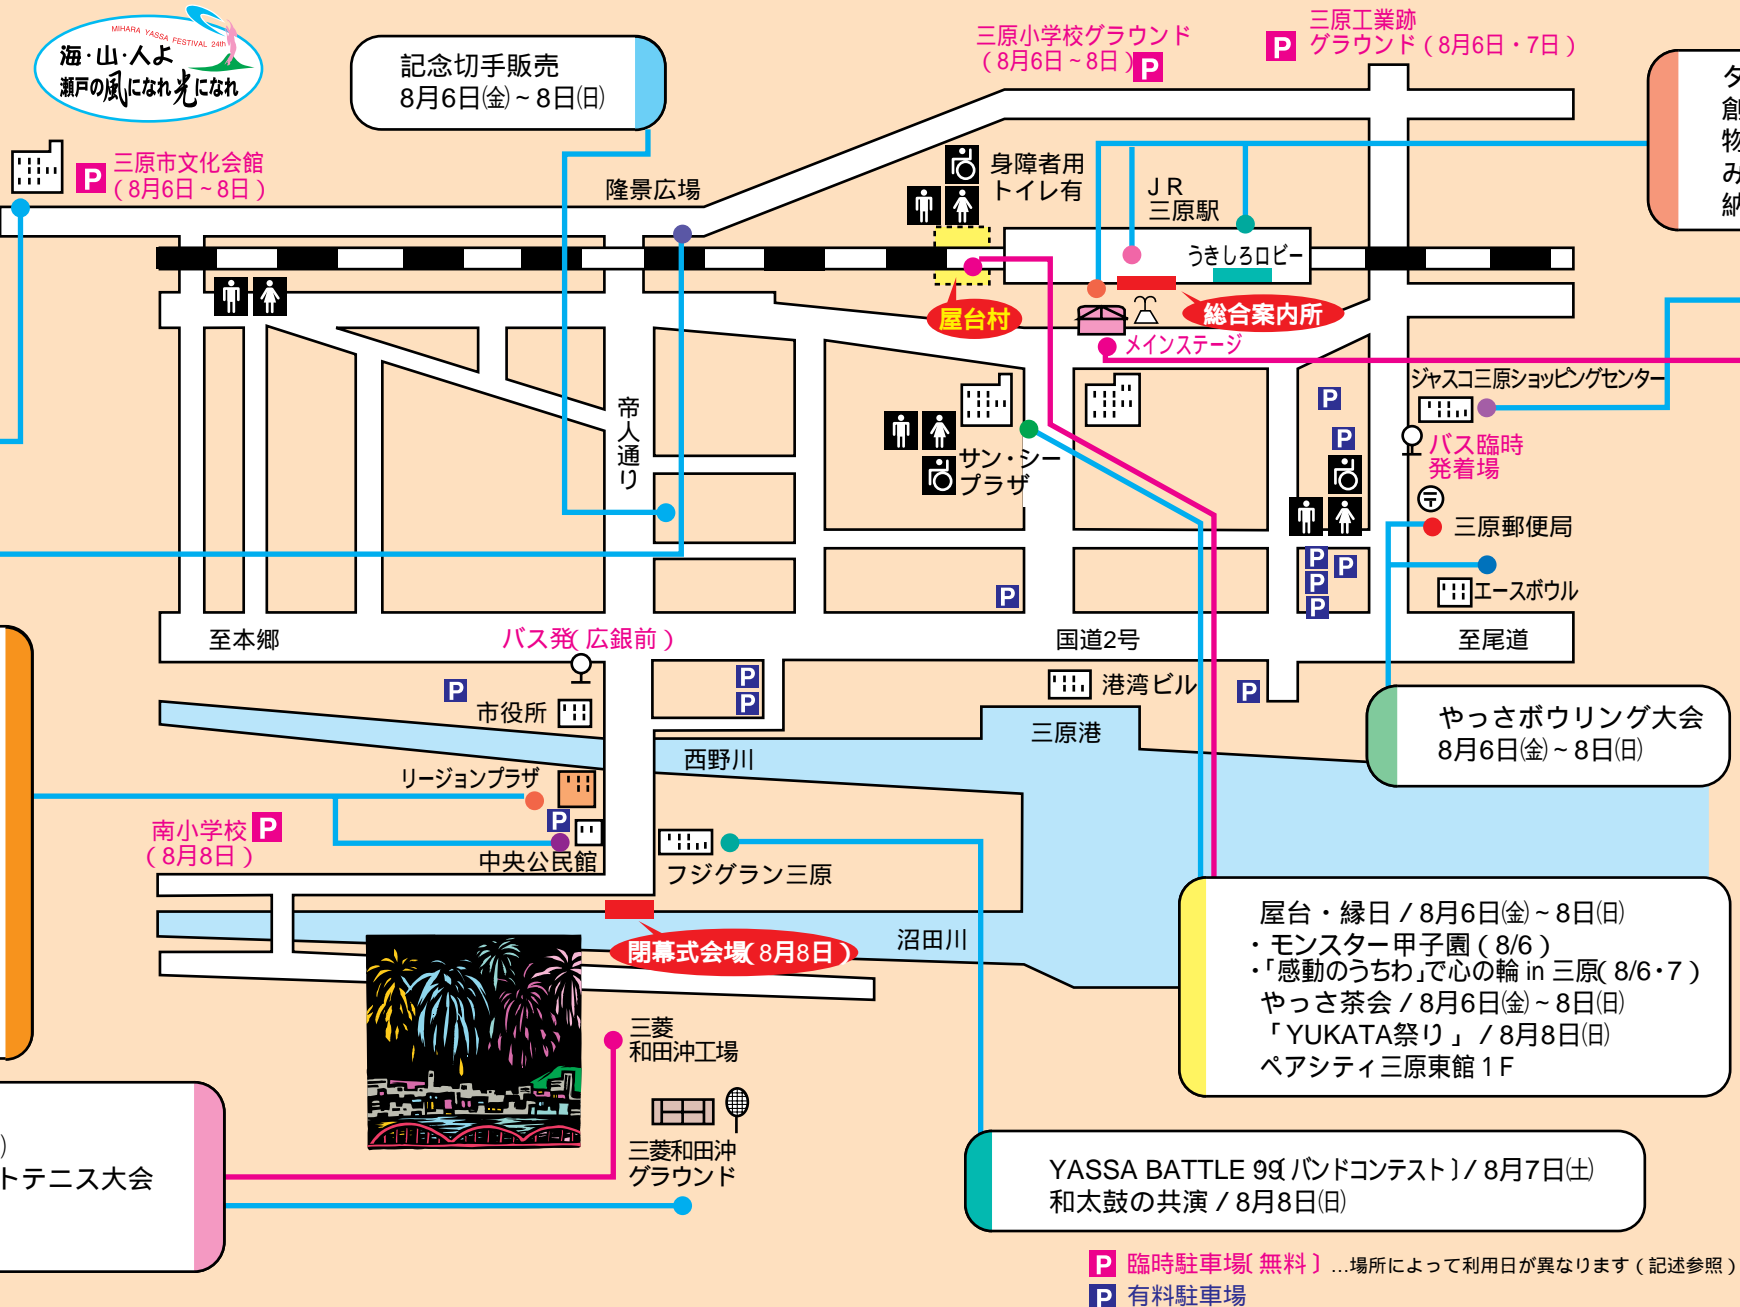 MIHARA YASSA FESTIVAL 24th
海・山・人よ
瀬戸の風になれ光になれ
記念切手販売
8月6日㈮～8日㈰
三原小学校グラウンド
（8月6日～8日）P
三原工業跡
P グラウンド（8月6日・7日）
P 三原市文化会館
（8月6日～8日）
隆景広場
身障者用
トイレ有
JR
三原駅
うきしろロビー
屋台村
総合案内所
メインステージ
帝人通り
サン・シー
プラザ
ジャスコ三原ショッピングセンター
バス臨時
発着場
三原郵便局
エースボウル
P
P
P
P
P
P
P
至本郷
バス発（広銀前）
国道2号
至尾道
P
市役所
P
P
港湾ビル
P
三原港
西野川
やっさボウリング大会
8月6日㈮～8日㈰
リージョンプラザ
P
南小学校 P
（8月8日）
中央公民館
フジグラン三原
閉幕式会場（8月8日）
沼田川
屋台・縁日 / 8月6日㈮～8日㈰
・モンスター甲子園（8/6）
・「感動のうちわ」で心の輪 in 三原（8/6・7）
やっさ茶会 / 8月6日㈮～8日㈰
「YUKATA祭り」 / 8月8日㈰
ペアシティ三原東館1F
三菱
和田沖工場
三菱和田沖
グラウンド
トテニス大会
YASSA BATTLE 99〔バンドコンテスト〕/ 8月7日㈯
和太鼓の共演 / 8月8日㈰
P 臨時駐車場〔無料〕…場所によって利用日が異なります（記述参照）
P 有料駐車場